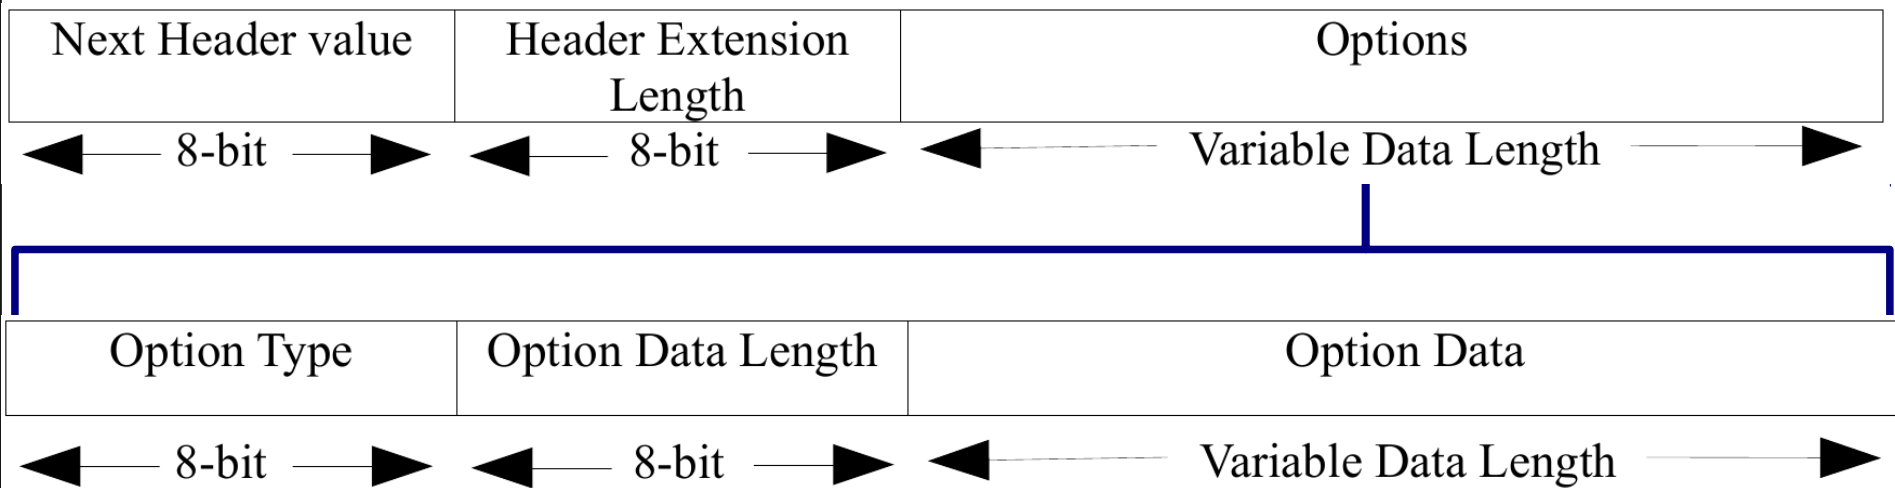 Next Header value
Header Extension
Length
Options
8-bit
8-bit
Variable Data Length
Option Type
Option Data Length
Option Data
8-bit
8-bit
Variable Data Length